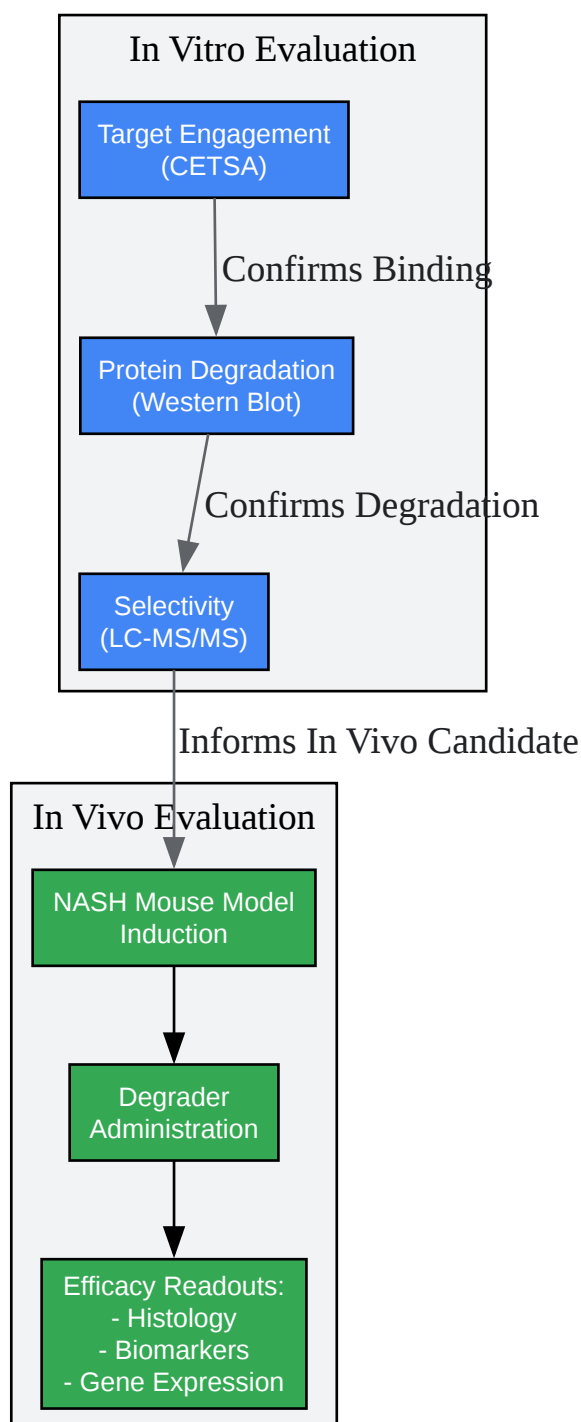 In Vitro Evaluation
Target Engagement
(CETSA)
Confirms Binding
Protein Degradation
(Western Blot)
Confirms Degradation
Selectivity
(LC-MS/MS)
Informs In Vivo Candidate
In Vivo Evaluation
NASH Mouse Model
Induction
Degrader
Administration
Efficacy Readouts:
- Histology
- Biomarkers
- Gene Expression